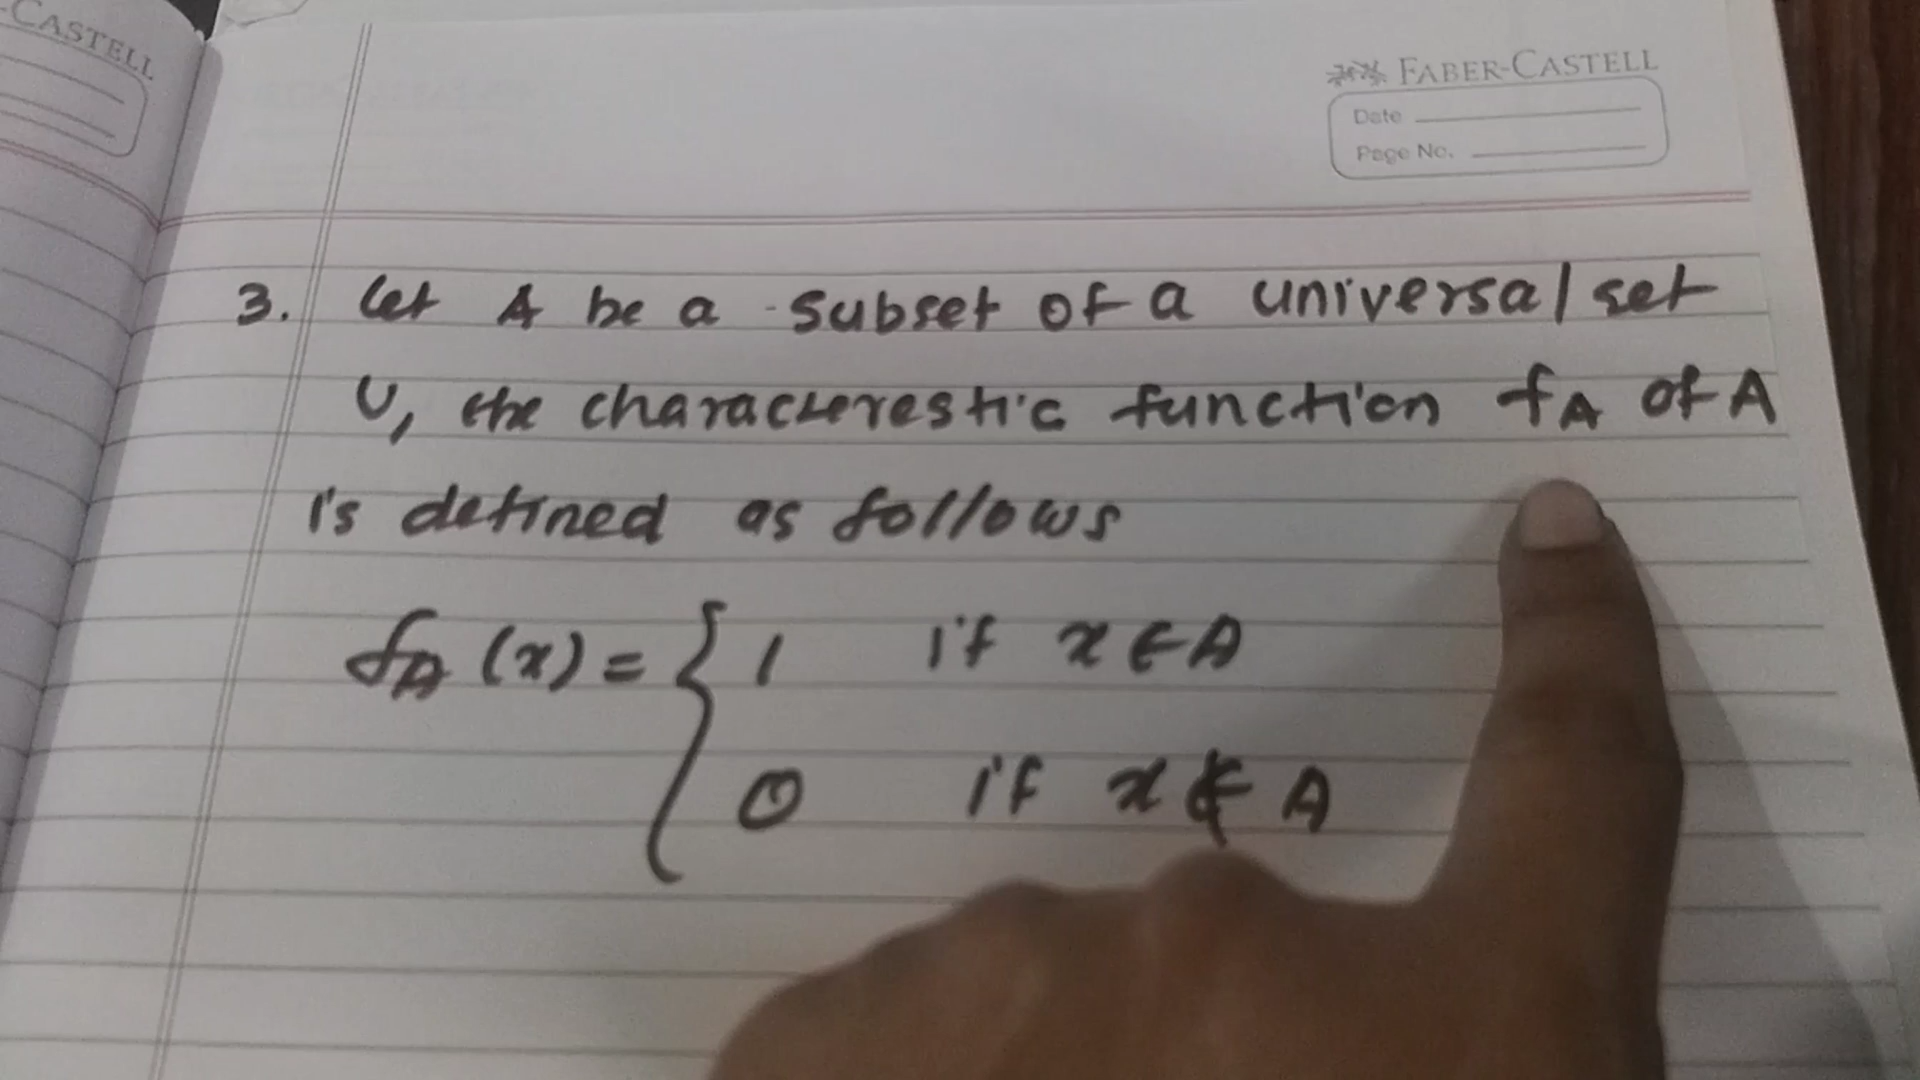 -CASTELL
FABER-CASTELL
Date
Page No.
3. let A be a subset of a universal set
U, the characterestic function fA of A
is defined as follows
fA (x) = { 1 if x ∈ A
0 if x ∉ A